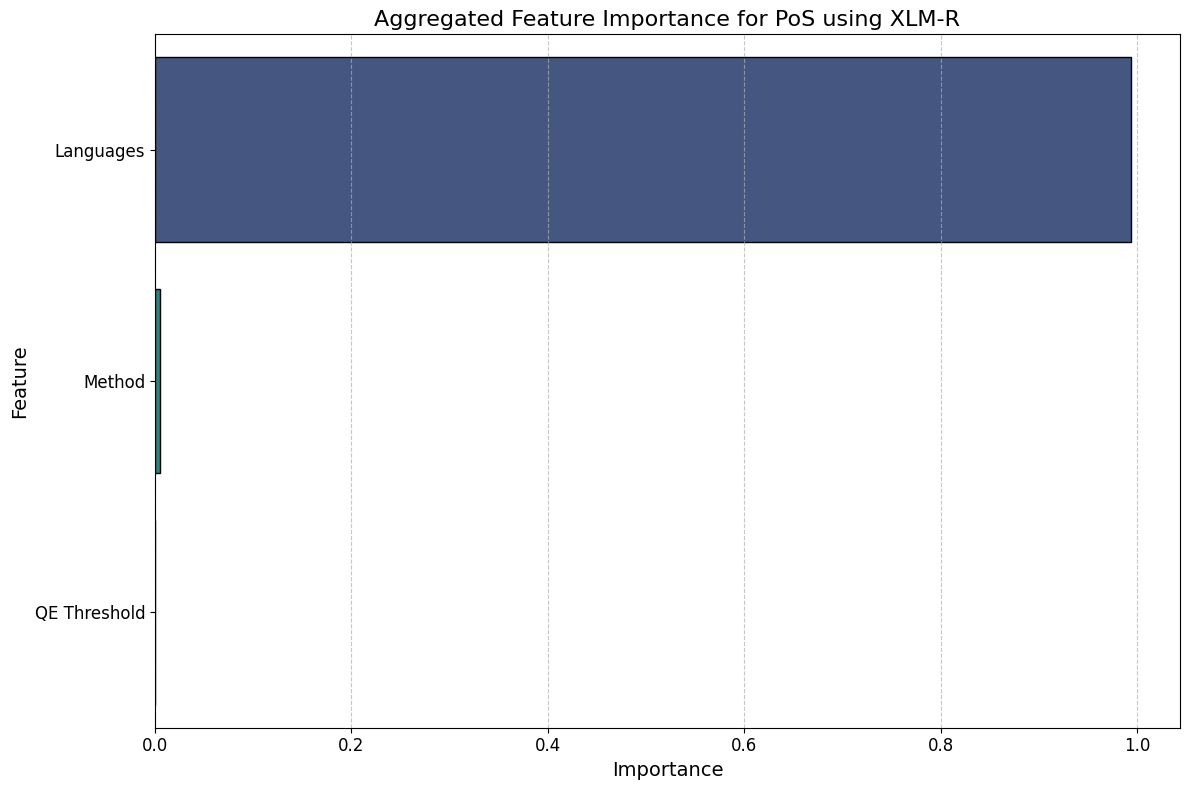 Aggregated Feature Importance for PoS using XLM-R
Feature
Languages
Method
QE Threshold
0.0 0.2 0.4 0.6 0.8 1.0
Importance